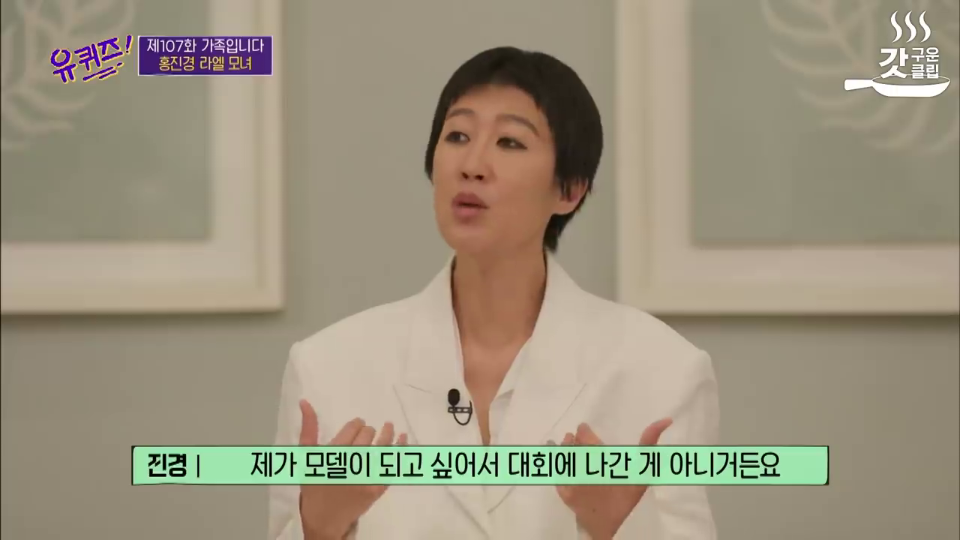 유퀴즈!
제107화 가족입니다
홍진경 라엘 모녀
갓구운클립
진경 | 제가 모델이 되고 싶어서 대회에 나간 게 아니거든요